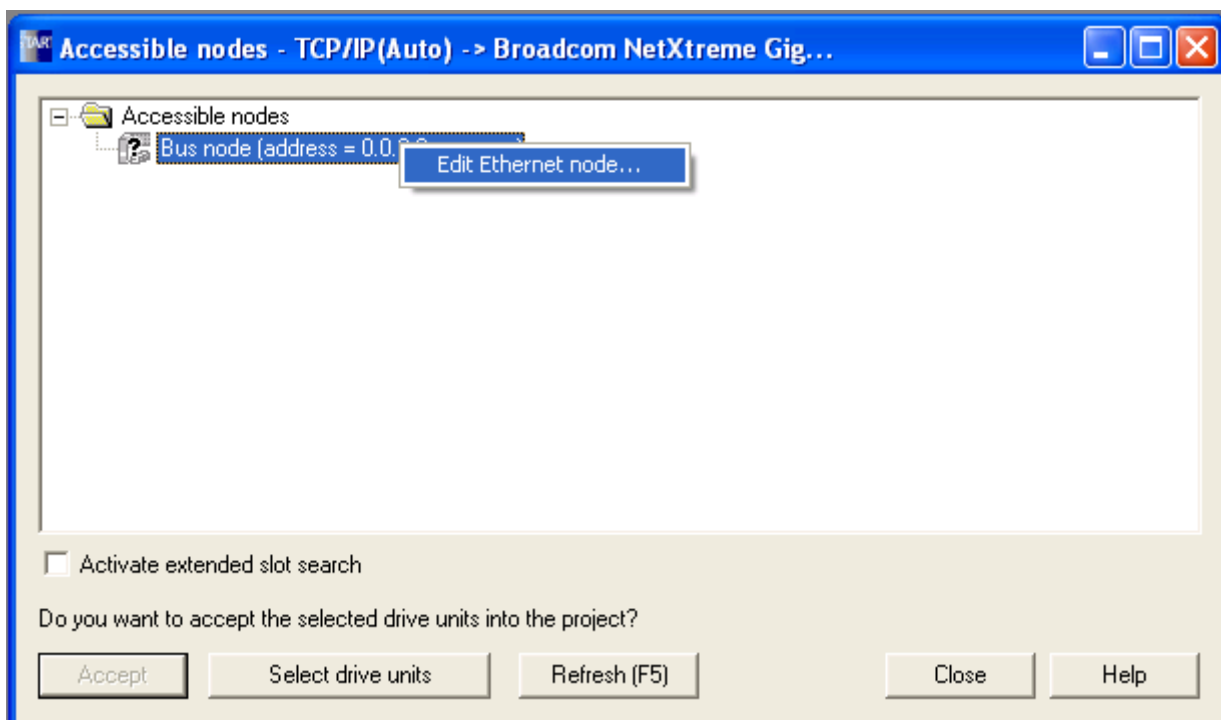 TART
Accessible nodes - TCP/IP(Auto) -> Broadcom NetXtreme Gig...
Accessible nodes
Bus node (address = 0.0.
Edit Ethernet node...
Activate extended slot search
Do you want to accept the selected drive units into the project?
Accept Select drive units Refresh (F5) Close Help